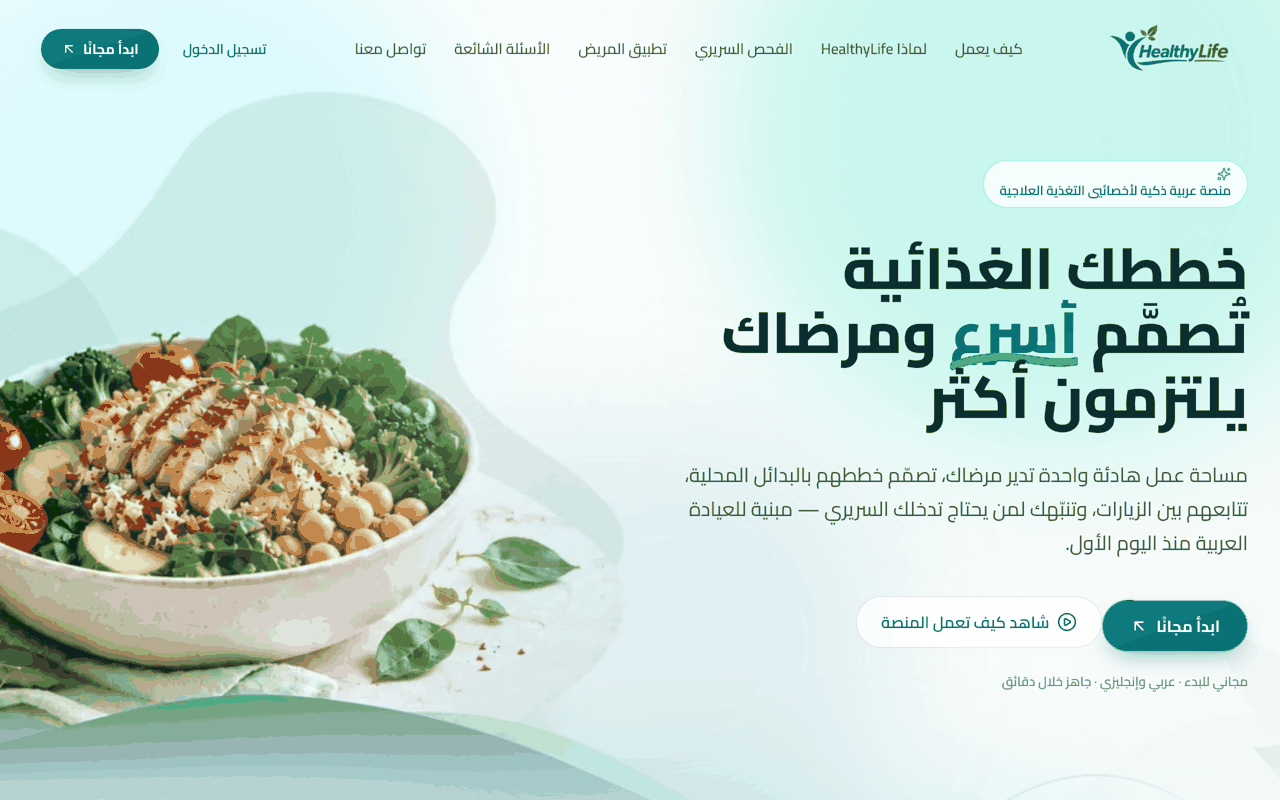 HealthyLife
كيف يعمل
لماذا HealthyLife
الفحص السريري
تطبيق المريض
الأسئلة الشائعة
تواصل معنا
تسجيل الدخول
ابدأ مجانًا
منصة عربية ذكية لأخصائيي التغذية العلاجية
خططك الغذائية
تُصمَّم أسرع ومرضاك
يلتزمون أكثر
مساحة عمل هادئة واحدة تدير مرضاك، تصمّم خططهم بالبدائل المحلية،
تتابعهم بين الزيارات، وتنبّهك لمن يحتاج تدخلك السريري — مبنية للعيادة
العربية منذ اليوم الأول.
ابدأ مجانًا
شاهد كيف تعمل المنصة
مجاني للبدء · عربي وإنجليزي · جاهز خلال دقائق